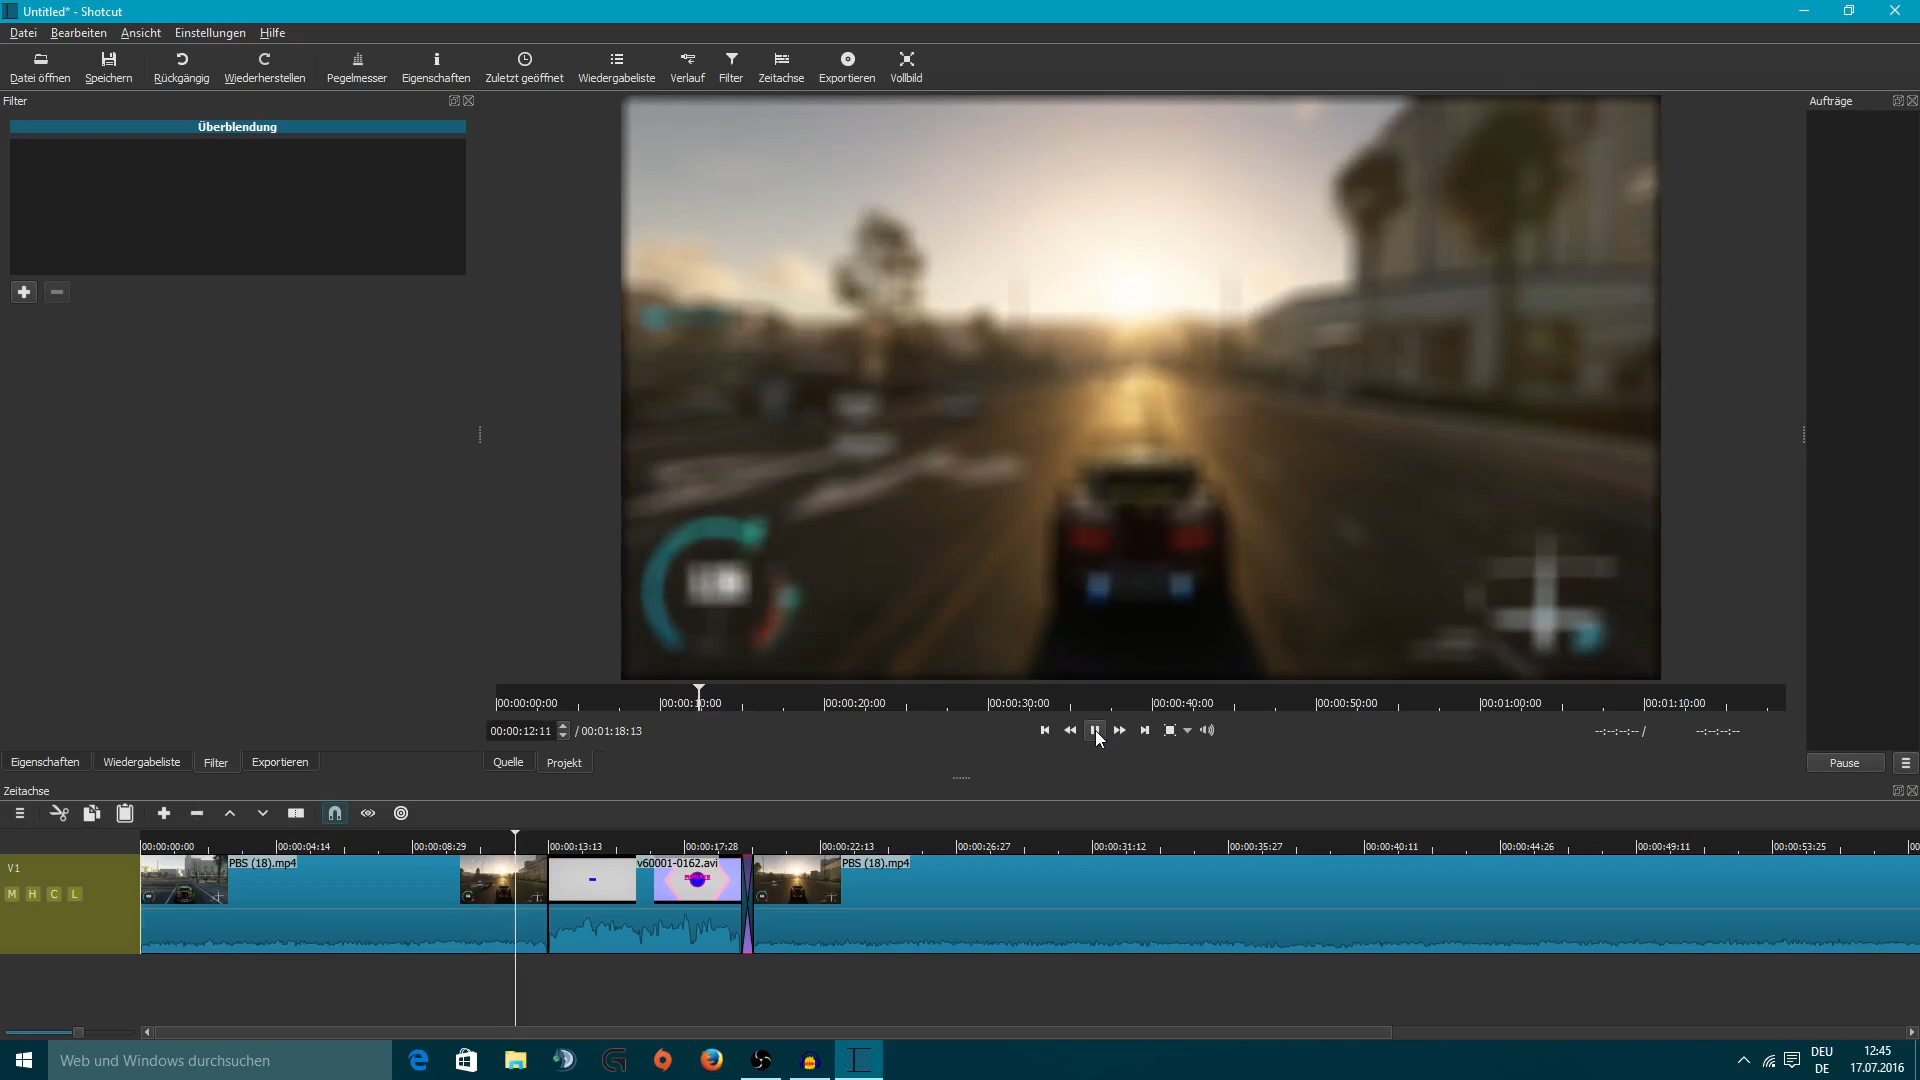 Untitled* - Shotcut
Datei Bearbeiten Ansicht Einstellungen Hilfe
Datei öffnen Speichern Rückgängig Wiederherstellen Pegelmesser Eigenschaften Zuletzt geöffnet Wiedergabeliste Verlauf Filter Zeitachse Exportieren Vollbild
Filter
Aufträge
Überblendung
00:00:00:00 00:00:10:00 00:00:20:00 00:00:30:00 00:00:40:00 00:00:50:00 00:01:00:00 00:01:10:00
00:00:12:11 / 00:01:18:13 --:--:--:-- / --:--:--:--
Eigenschaften Wiedergabeliste Filter Exportieren Quelle Projekt Pause
Zeitachse
00:00:00:00 00:00:04:14 00:00:08:29 00:00:13:13 00:00:17:28 00:00:22:13 00:00:26:27 00:00:31:12 00:00:35:27 00:00:40:11 00:00:44:26 00:00:49:11 00:00:53:25 00
V1 PBS (18).mp4 v60001-0162.avi PBS (18).mp4
M H C L
Web und Windows durchsuchen
DEU
DE
12:45
17.07.2016